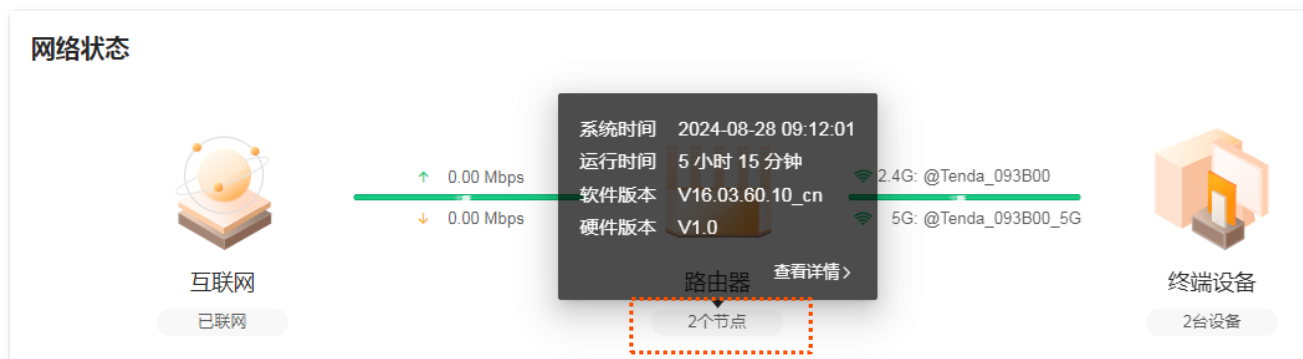 网络状态
系统时间 2024-08-28 09:12:01
运行时间 5 小时 15 分钟
软件版本 V16.03.60.10_cn
硬件版本 V1.0
查看详情>
↑ 0.00 Mbps
↓ 0.00 Mbps
2.4G: @Tenda_093B00
5G: @Tenda_093B00_5G
互联网
已联网
路由器
2个节点
终端设备
2台设备